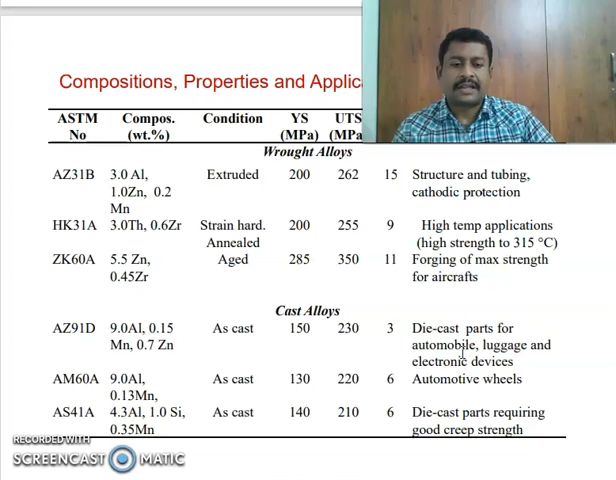 Compositions, Properties and Applic
ASTM No Compos. (wt.%) Condition YS (MPa) UTS (MPa
Wrought Alloys
AZ31B 3.0 Al, 1.0Zn, 0.2 Mn Extruded 200 262 15 Structure and tubing, cathodic protection
HK31A 3.0Th, 0.6Zr Strain hard. Annealed 200 255 9 High temp applications (high strength to 315 °C)
ZK60A 5.5 Zn, 0.45Zr Aged 285 350 11 Forging of max strength for aircrafts
Cast Alloys
AZ91D 9.0Al, 0.15 Mn, 0.7 Zn As cast 150 230 3 Die-cast parts for automobile, luggage and electronic devices
AM60A 9.0Al, 0.13Mn, As cast 130 220 6 Automotive wheels
AS41A 4.3Al, 1.0 Si, 0.35Mn As cast 140 210 6 Die-cast parts requiring good creep strength
RECORDED WITH
SCREENCAST MATIC